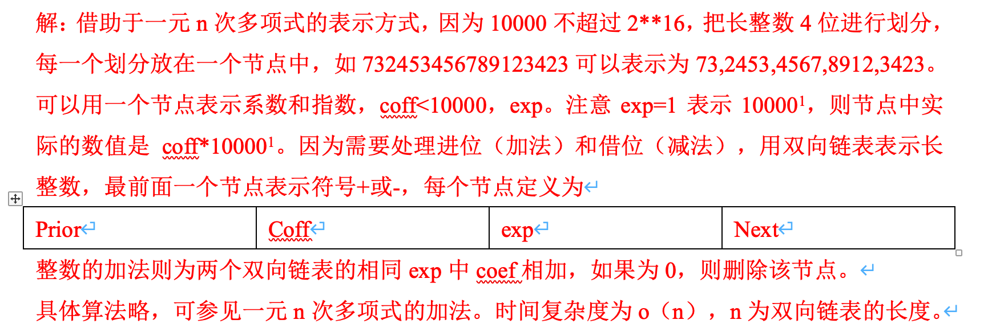 解：借助于一元 n 次多项式的表示方式，因为 10000 不超过 2**16，把长整数 4 位进行划分，
每一个划分放在一个节点中，如 732453456789123423 可以表示为 73,2453,4567,8912,3423。
可以用一个节点表示系数和指数，coff<10000，exp。注意 exp=1 表示 10000¹，则节点中实
际的数值是 coff*10000¹。因为需要处理进位（加法）和借位（减法），用双向链表表示长
整数，最前面一个节点表示符号+或-，每个节点定义为
Prior Coff exp Next
整数的加法则为两个双向链表的相同 exp 中 coef 相加，如果为 0，则删除该节点。
具体算法略，可参见一元 n 次多项式的加法。时间复杂度为 o（n），n 为双向链表的长度。